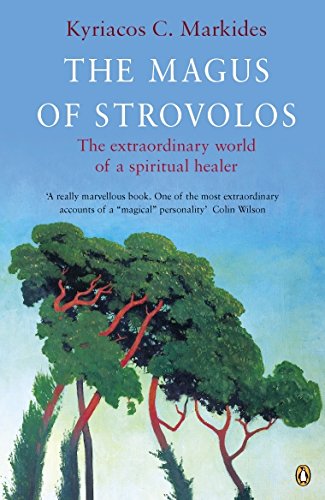 Kyriacos C. Markides
THE MAGUS
OF STROVOLOS
The extraordinary world
of a spiritual healer
‘A really marvellous book. One of the most extraordinary
accounts of a “magical” personality’ Colin Wilson